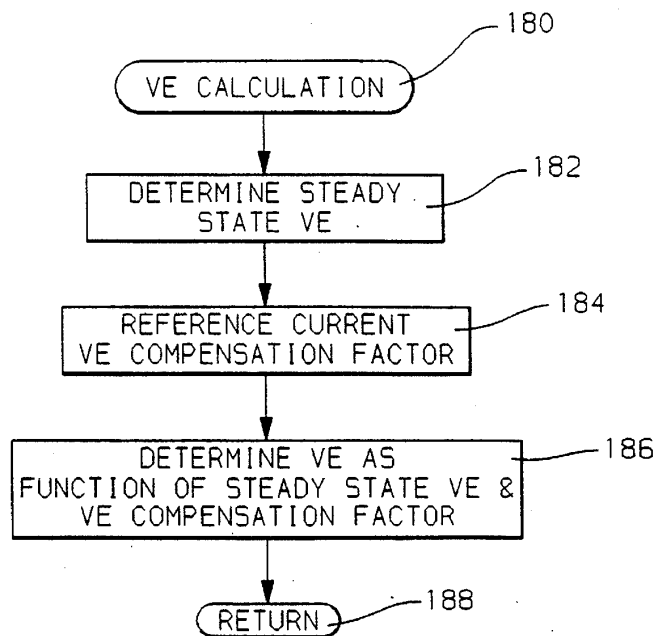 180
VE CALCULATION
182
DETERMINE STEADY
STATE VE
184
REFERENCE CURRENT
VE COMPENSATION FACTOR
186
DETERMINE VE AS
FUNCTION OF STEADY STATE VE &
VE COMPENSATION FACTOR
188
RETURN